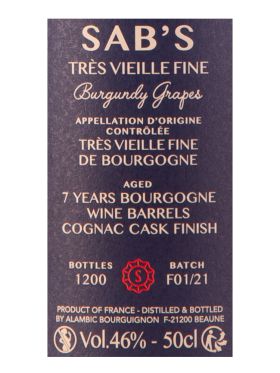 SAB'S
TRÈS VIEILLE FINE
Burgundy Grapes
APPELLATION D'ORIGINE
CONTRÔLÉE
TRÈS VIEILLE FINE
DE BOURGOGNE
AGED
7 YEARS BOURGOGNE
WINE BARRELS
COGNAC CASK FINISH
BOTTLES BATCH
1200 S F01/21
PRODUCT OF FRANCE - DISTILLED & BOTTLED
BY ALAMBIC BOURGUIGNON F-21200 BEAUNE
Vol.46% - 50cl